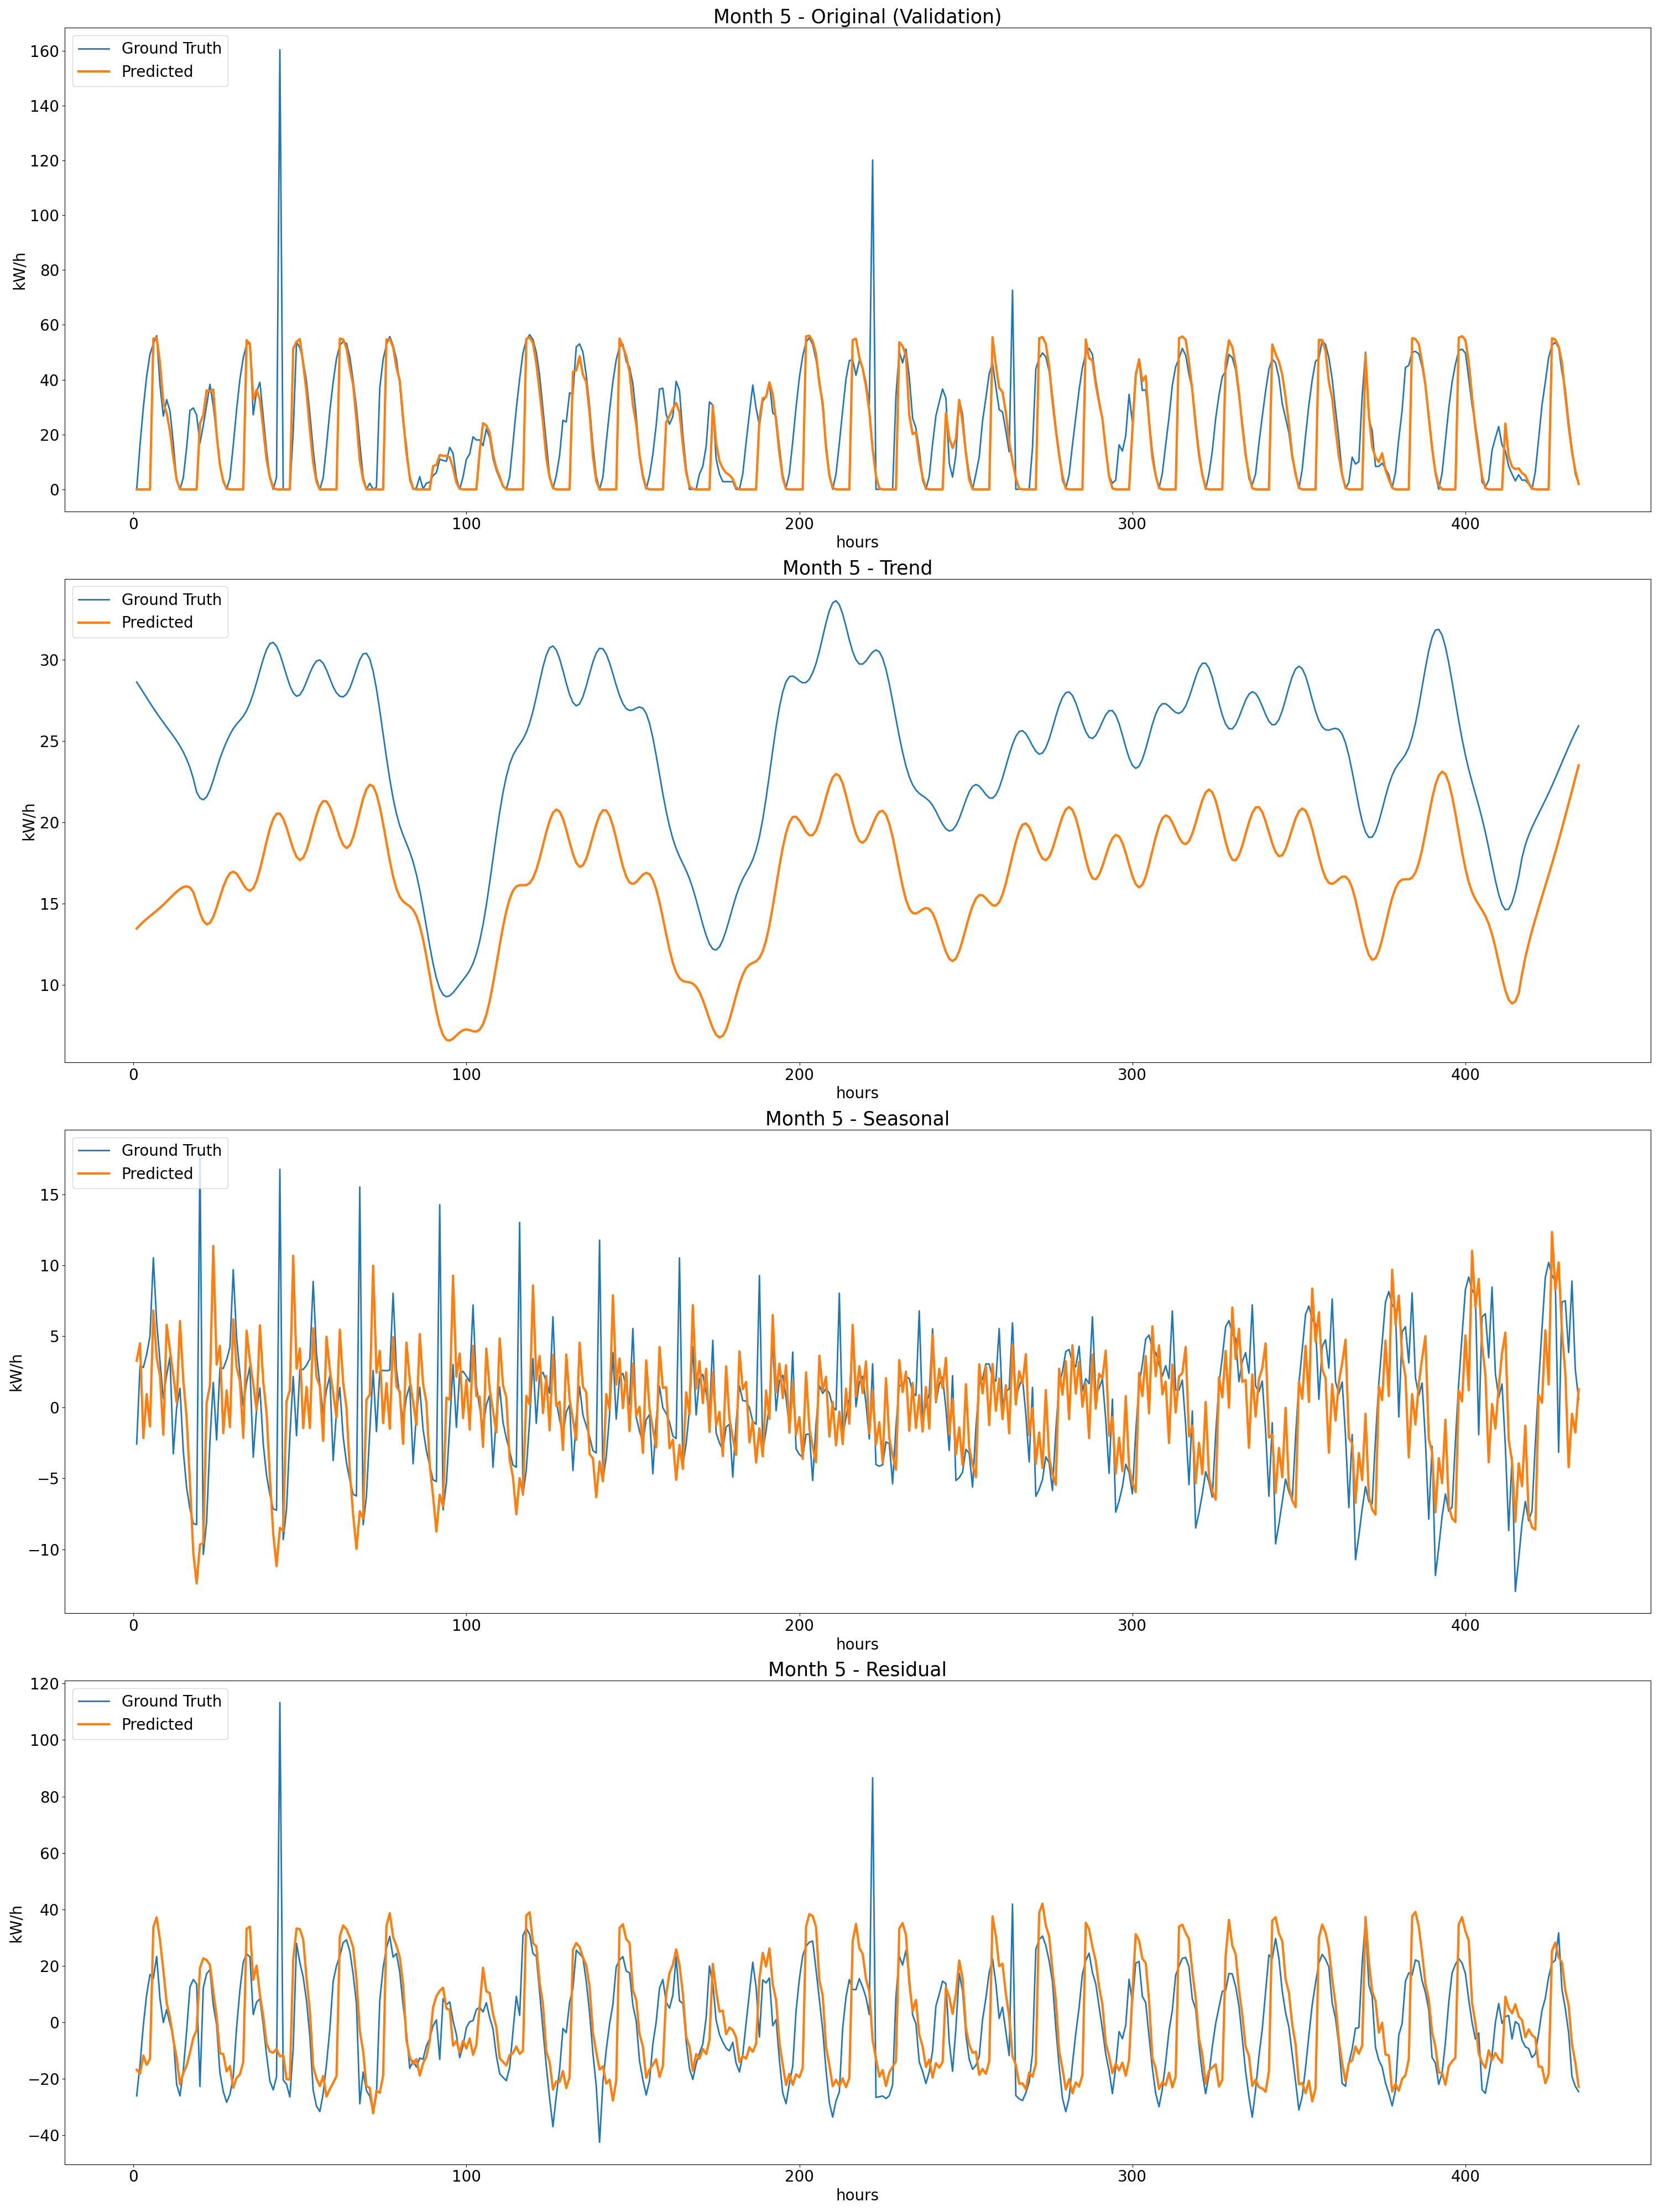 Month 5 - Original (Validation)
Ground Truth
Predicted
160
140
120
100
80
60
40
20
0
kW/h
0 100 200 300 400
hours
Month 5 - Trend
Ground Truth
Predicted
30
25
20
15
10
kW/h
0 100 200 300 400
hours
Month 5 - Seasonal
Ground Truth
Predicted
15
10
5
0
−5
−10
kW/h
0 100 200 300 400
hours
Month 5 - Residual
Ground Truth
Predicted
120
100
80
60
40
20
0
−20
−40
kW/h
0 100 200 300 400
hours